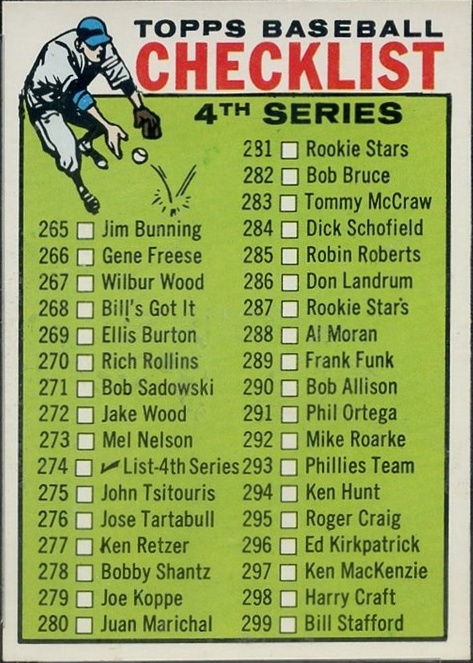 TOPPS BASEBALL
CHECKLIST
4TH SERIES
265 Jim Bunning
266 Gene Freese
267 Wilbur Wood
268 Bill's Got It
269 Ellis Burton
270 Rich Rollins
271 Bob Sadowski
272 Jake Wood
273 Mel Nelson
274 ✓List-4th Series
275 John Tsitouris
276 Jose Tartabull
277 Ken Retzer
278 Bobby Shantz
279 Joe Koppe
280 Juan Marichal
281 Rookie Stars
282 Bob Bruce
283 Tommy McCraw
284 Dick Schofield
285 Robin Roberts
286 Don Landrum
287 Rookie Stars
288 Al Moran
289 Frank Funk
290 Bob Allison
291 Phil Ortega
292 Mike Roarke
293 Phillies Team
294 Ken Hunt
295 Roger Craig
296 Ed Kirkpatrick
297 Ken MacKenzie
298 Harry Craft
299 Bill Stafford